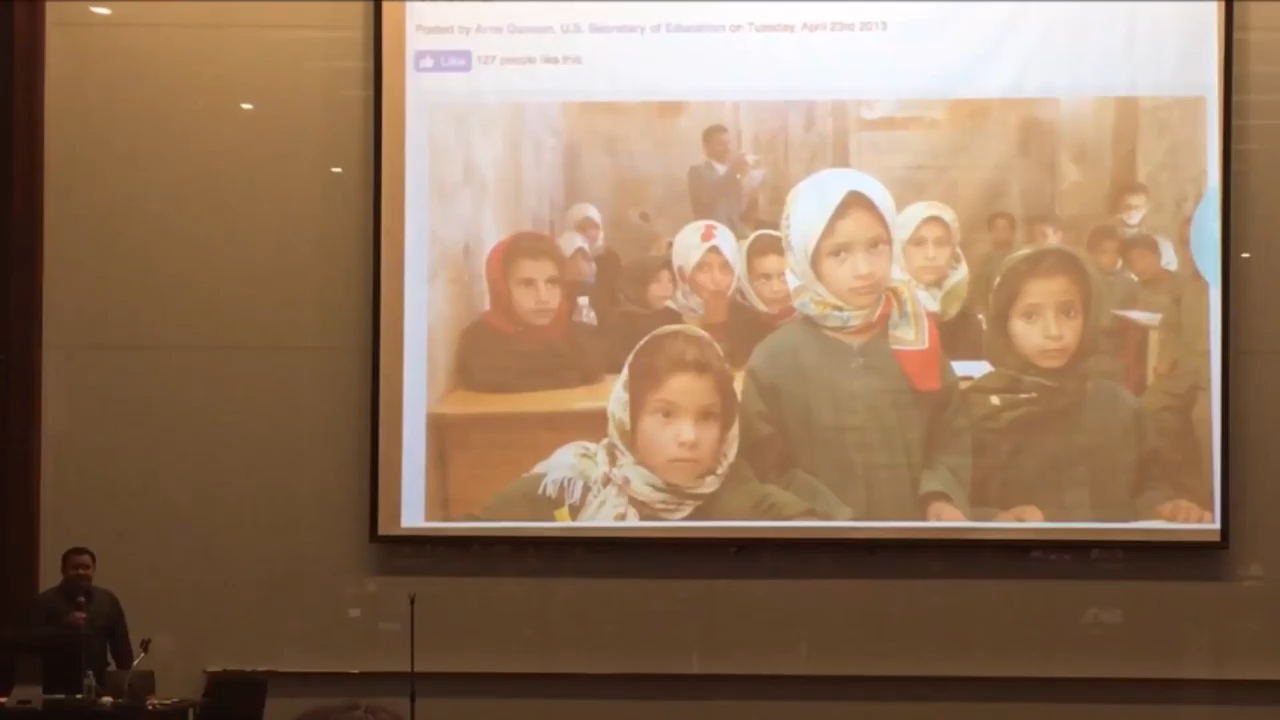 Posted by Arne Duncan, U.S. Secretary of Education on Tuesday, April 23rd 2013
Like 127 people like this.